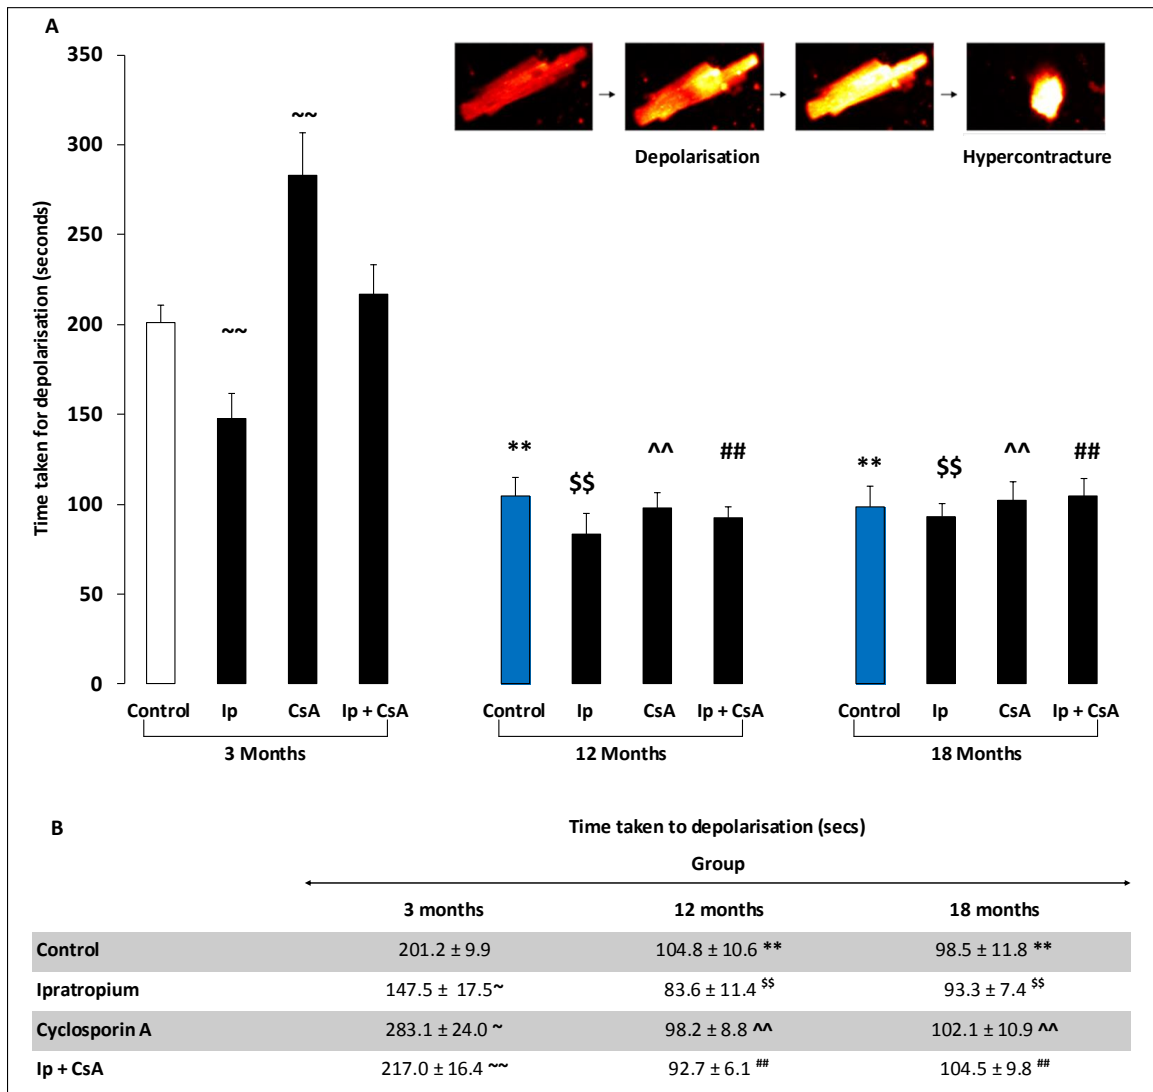 A
350
300
250
200
150
100
50
0
Time taken for depolarisation (seconds)
Depolarisation Hypercontracture
~~
~~
** $$ ^^ ##
** $$ ^^ ##
Control Ip CsA Ip + CsA Control Ip CsA Ip + CsA Control Ip CsA Ip + CsA
3 Months 12 Months 18 Months
B Time taken to depolarisation (secs)
Group
3 months 12 months 18 months
Control 201.2 ± 9.9 104.8 ± 10.6 ** 98.5 ± 11.8 **
Ipratropium 147.5 ± 17.5~ 83.6 ± 11.4 $$ 93.3 ± 7.4 $$
Cyclosporin A 283.1 ± 24.0 ~ 98.2 ± 8.8 ^^ 102.1 ± 10.9 ^^
Ip + CsA 217.0 ± 16.4 ~~ 92.7 ± 6.1 ## 104.5 ± 9.8 ##